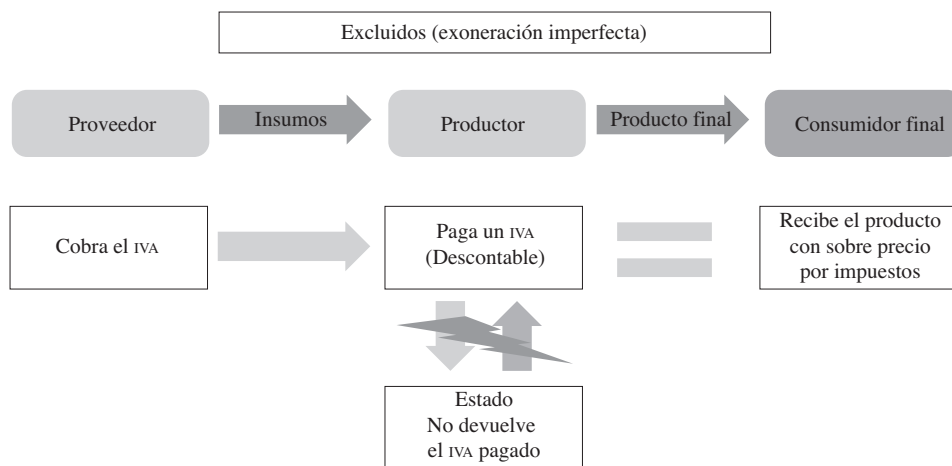 Excluidos (exoneración imperfecta)
Proveedor
Insumos
Productor
Producto final
Consumidor final
Cobra el IVA
Paga un IVA
(Descontable)
Recibe el producto
con sobre precio
por impuestos
Estado
No devuelve
el IVA pagado